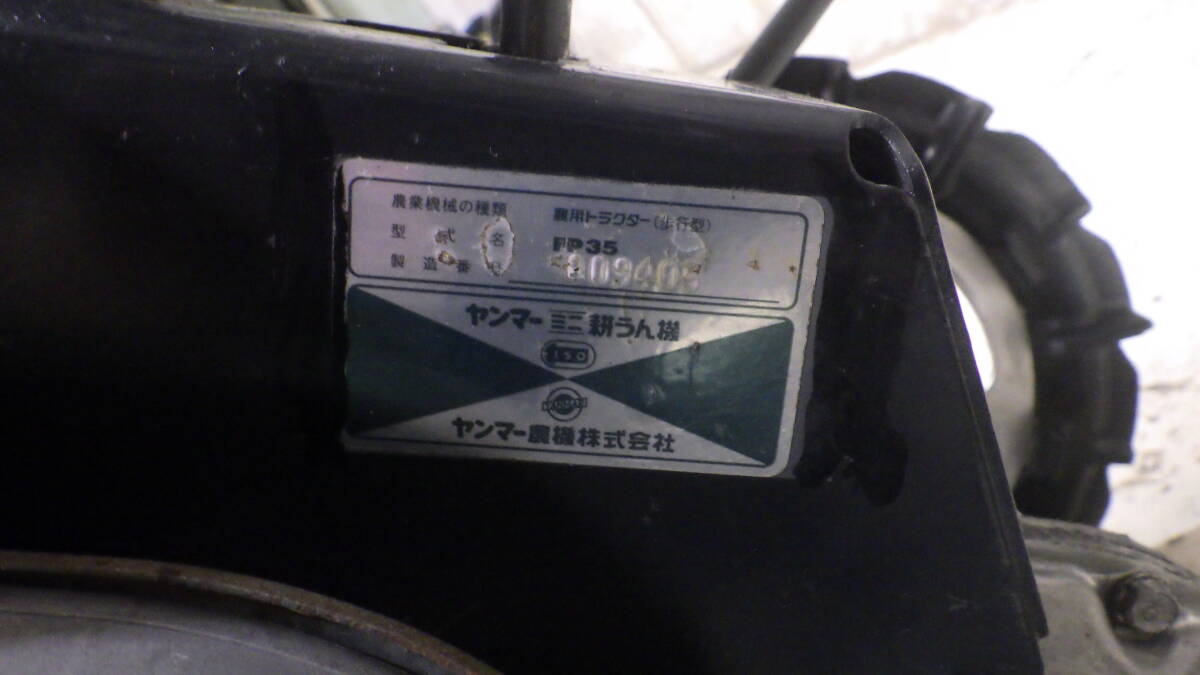 農業機械の種類 農用トラクター(歩行型)
型式名
製造番号
ヤンマーミニ耕うん機
ISO
YANMAR
ヤンマー農機株式会社